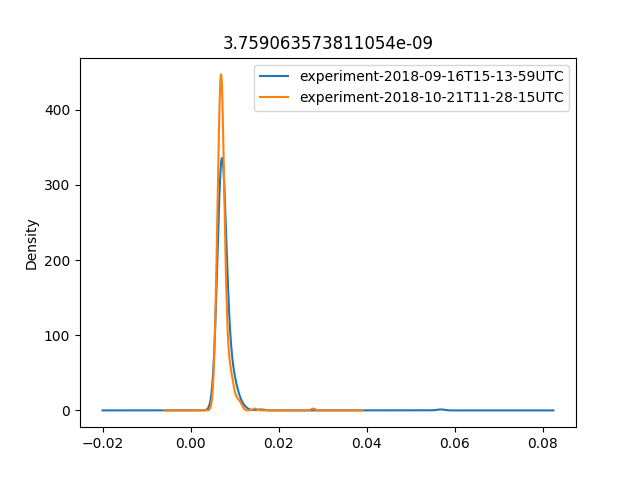 3.759063573811054e-09
experiment-2018-09-16T15-13-59UTC
experiment-2018-10-21T11-28-15UTC
Density
400
300
200
100
0
−0.02 0.00 0.02 0.04 0.06 0.08